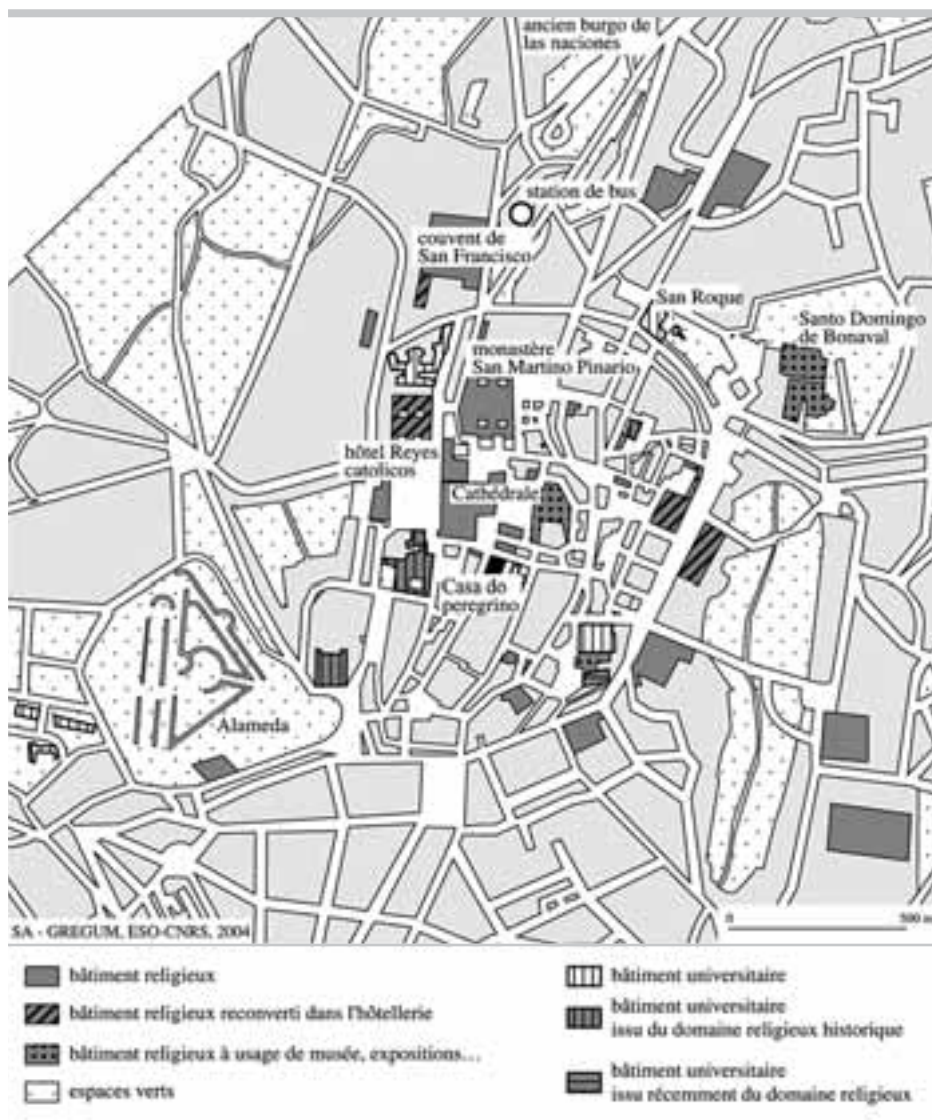 ancien burgo de
las naciones
station de bus
couvent de
San Francisco
San Roque
Santo Domingo
de Bonaval
monastère
San Martino Pinario
hôtel Reyes
catolicos
Cathédrale
Casa do
peregrino
Alameda
SA - GREGUM, ESO-CNRS, 2004
0
500 m
bâtiment religieux
bâtiment religieux reconverti dans l'hôtellerie
bâtiment religieux à usage de musée, expositions...
espaces verts
bâtiment universitaire
bâtiment universitaire
issu du domaine religieux historique
bâtiment universitaire
issu récemment du domaine religieux